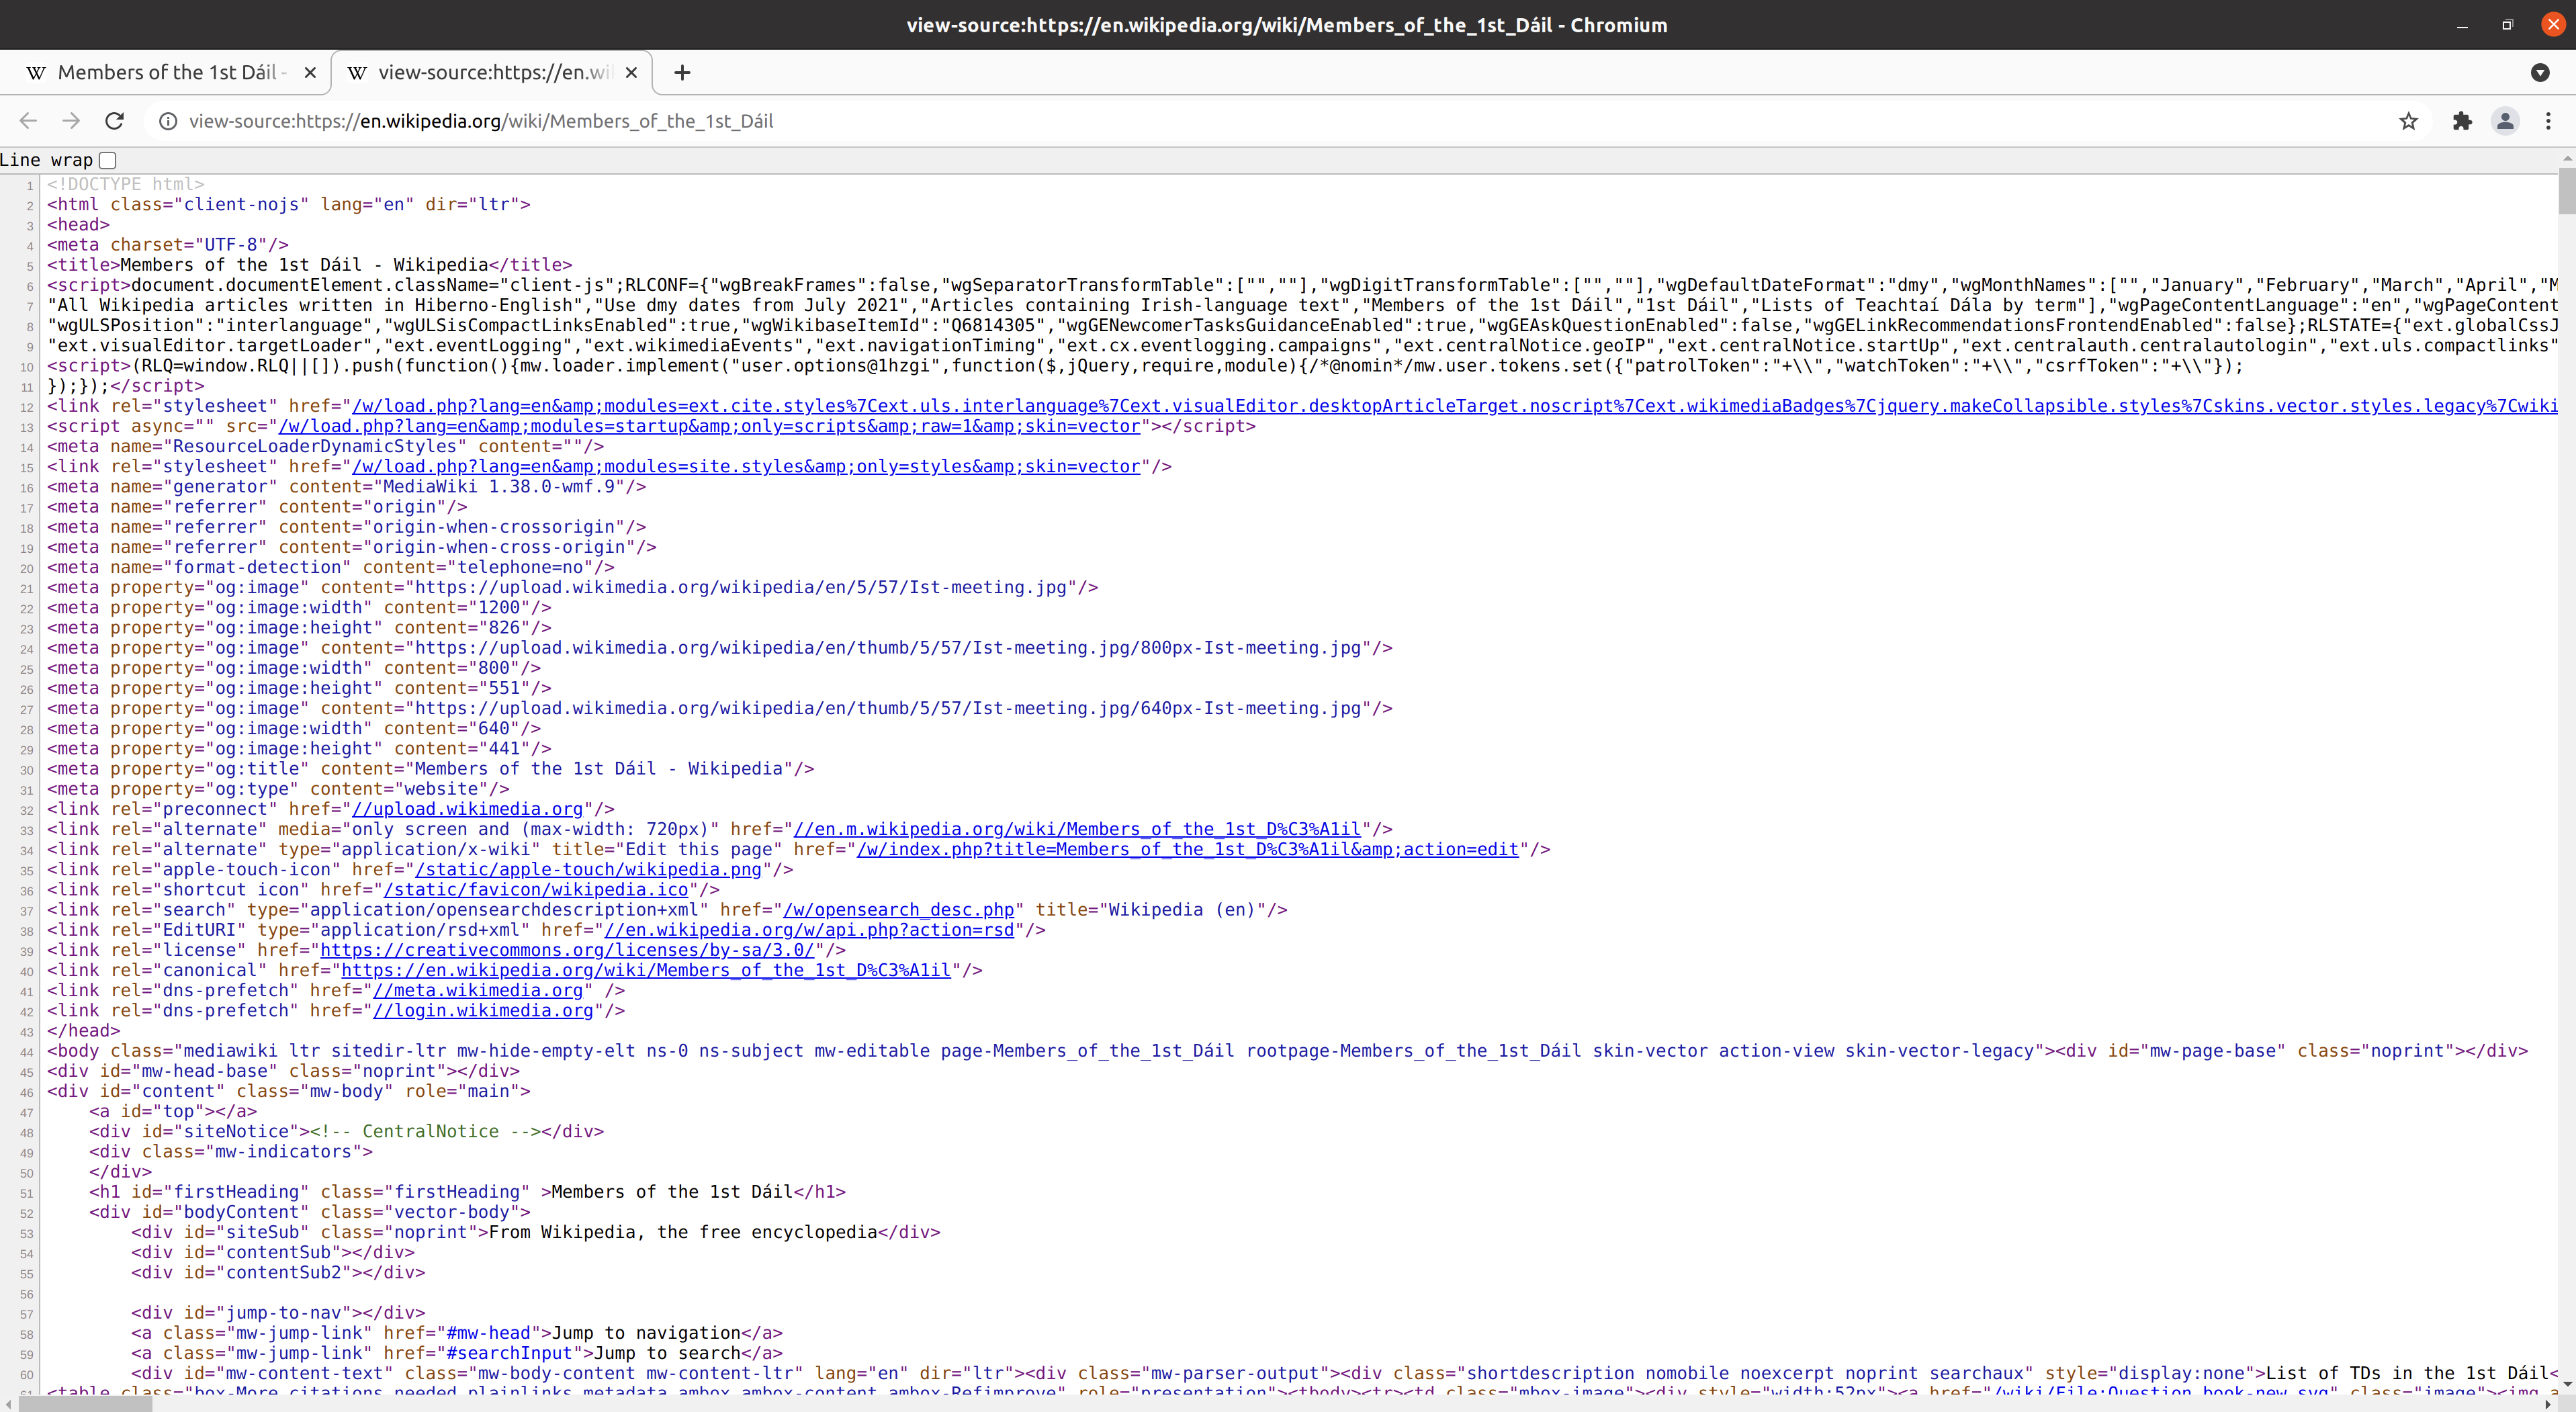 view-source:https://en.wikipedia.org/wiki/Members_of_the_1st_Dáil - Chromium
W Members of the 1st Dáil -
W view-source:https://en.wi
view-source:https://en.wikipedia.org/wiki/Members_of_the_1st_Dáil
Line wrap
1 <!DOCTYPE html>
2 <html class="client-nojs" lang="en" dir="ltr">
3 <head>
4 <meta charset="UTF-8"/>
5 <title>Members of the 1st Dáil - Wikipedia</title>
6 <script>document.documentElement.className="client-js";RLCONF={"wgBreakFrames":false,"wgSeparatorTransformTable":["",""],"wgDigitTransformTable":["",""],"wgDefaultDateFormat":"dmy","wgMonthNames":["","January","February","March","April","M
7 "All Wikipedia articles written in Hiberno-English","Use dmy dates from July 2021","Articles containing Irish-language text","Members of the 1st Dáil","1st Dáil","Lists of Teachtaí Dála by term"],"wgPageContentLanguage":"en","wgPageContent
8 "wgULSPosition":"interlanguage","wgULSisCompactLinksEnabled":true,"wgWikibaseItemId":"Q6814305","wgGENewcomerTasksGuidanceEnabled":true,"wgGEAskQuestionEnabled":false,"wgGELinkRecommendationsFrontendEnabled":false};RLSTATE={"ext.globalCssJ
9 "ext.visualEditor.targetLoader","ext.eventLogging","ext.wikimediaEvents","ext.navigationTiming","ext.cx.eventlogging.campaigns","ext.centralNotice.geoIP","ext.centralNotice.startUp","ext.centralauth.centralautologin","ext.uls.compactlinks"
10 <script>(RLQ=window.RLQ||[]).push(function(){mw.loader.implement("user.options@1hzgi",function($,jQuery,require,module){/*@nomin*/mw.user.tokens.set({"patrolToken":"+\\","watchToken":"+\\","csrfToken":"+\\"});
11 });});</script>
12 <link rel="stylesheet" href="/w/load.php?lang=en&amp;modules=ext.cite.styles%7Cext.uls.interlanguage%7Cext.visualEditor.desktopArticleTarget.noscript%7Cext.wikimediaBadges%7Cjquery.makeCollapsible.styles%7Cskins.vector.styles.legacy%7Cwiki
13 <script async="" src="/w/load.php?lang=en&amp;modules=startup&amp;only=scripts&amp;raw=1&amp;skin=vector"></script>
14 <meta name="ResourceLoaderDynamicStyles" content=""/>
15 <link rel="stylesheet" href="/w/load.php?lang=en&amp;modules=site.styles&amp;only=styles&amp;skin=vector"/>
16 <meta name="generator" content="MediaWiki 1.38.0-wmf.9"/>
17 <meta name="referrer" content="origin"/>
18 <meta name="referrer" content="origin-when-crossorigin"/>
19 <meta name="referrer" content="origin-when-cross-origin"/>
20 <meta name="format-detection" content="telephone=no"/>
21 <meta property="og:image" content="https://upload.wikimedia.org/wikipedia/en/5/57/Ist-meeting.jpg"/>
22 <meta property="og:image:width" content="1200"/>
23 <meta property="og:image:height" content="826"/>
24 <meta property="og:image" content="https://upload.wikimedia.org/wikipedia/en/thumb/5/57/Ist-meeting.jpg/800px-Ist-meeting.jpg"/>
25 <meta property="og:image:width" content="800"/>
26 <meta property="og:image:height" content="551"/>
27 <meta property="og:image" content="https://upload.wikimedia.org/wikipedia/en/thumb/5/57/Ist-meeting.jpg/640px-Ist-meeting.jpg"/>
28 <meta property="og:image:width" content="640"/>
29 <meta property="og:image:height" content="441"/>
30 <meta property="og:title" content="Members of the 1st Dáil - Wikipedia"/>
31 <meta property="og:type" content="website"/>
32 <link rel="preconnect" href="//upload.wikimedia.org"/>
33 <link rel="alternate" media="only screen and (max-width: 720px)" href="//en.m.wikipedia.org/wiki/Members_of_the_1st_D%C3%A1il"/>
34 <link rel="alternate" type="application/x-wiki" title="Edit this page" href="/w/index.php?title=Members_of_the_1st_D%C3%A1il&amp;action=edit"/>
35 <link rel="apple-touch-icon" href="/static/apple-touch/wikipedia.png"/>
36 <link rel="shortcut icon" href="/static/favicon/wikipedia.ico"/>
37 <link rel="search" type="application/opensearchdescription+xml" href="/w/opensearch_desc.php" title="Wikipedia (en)"/>
38 <link rel="EditURI" type="application/rsd+xml" href="//en.wikipedia.org/w/api.php?action=rsd"/>
39 <link rel="license" href="https://creativecommons.org/licenses/by-sa/3.0/"/>
40 <link rel="canonical" href="https://en.wikipedia.org/wiki/Members_of_the_1st_D%C3%A1il"/>
41 <link rel="dns-prefetch" href="//meta.wikimedia.org" />
42 <link rel="dns-prefetch" href="//login.wikimedia.org"/>
43 </head>
44 <body class="mediawiki ltr sitedir-ltr mw-hide-empty-elt ns-0 ns-subject mw-editable page-Members_of_the_1st_Dáil rootpage-Members_of_the_1st_Dáil skin-vector action-view skin-vector-legacy"><div id="mw-page-base" class="noprint"></div>
45 <div id="mw-head-base" class="noprint"></div>
46 <div id="content" class="mw-body" role="main">
47 <a id="top"></a>
48 <div id="siteNotice"><!-- CentralNotice --></div>
49 <div class="mw-indicators">
50 </div>
51 <h1 id="firstHeading" class="firstHeading" >Members of the 1st Dáil</h1>
52 <div id="bodyContent" class="vector-body">
53 <div id="siteSub" class="noprint">From Wikipedia, the free encyclopedia</div>
54 <div id="contentSub"></div>
55 <div id="contentSub2"></div>
56
57 <div id="jump-to-nav"></div>
58 <a class="mw-jump-link" href="#mw-head">Jump to navigation</a>
59 <a class="mw-jump-link" href="#searchInput">Jump to search</a>
60 <div id="mw-content-text" class="mw-body-content mw-content-ltr" lang="en" dir="ltr"><div class="mw-parser-output"><div class="shortdescription nomobile noexcerpt noprint searchaux" style="display:none">List of TDs in the 1st Dáil<
61 <table class="box-More_citations_needed plainlinks metadata ambox ambox-content ambox-Refimprove" role="presentation"><tbody><tr><td class="mbox-image"><div style="width:52px"><a href="/wiki/File:Question_book-new.svg" class="image"><img a